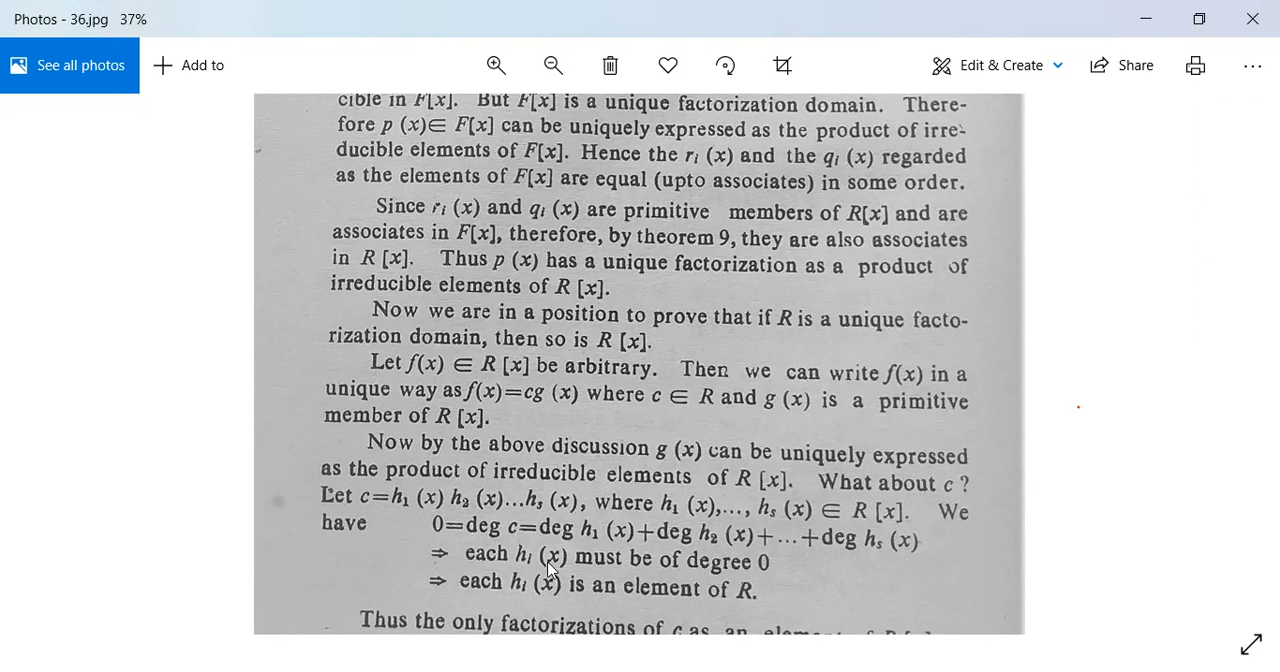 Photos - 36.jpg 37%
See all photos
Add to
Edit & Create
Share
cible in F[x]. But F[x] is a unique factorization domain. There-
fore p (x)∈ F[x] can be uniquely expressed as the product of irre-
ducible elements of F[x]. Hence the rᵢ (x) and the qᵢ (x) regarded
as the elements of F[x] are equal (upto associates) in some order.
Since rᵢ (x) and qᵢ (x) are primitive members of R[x] and are
associates in F[x], therefore, by theorem 9, they are also associates
in R [x]. Thus p (x) has a unique factorization as a product of
irreducible elements of R [x].
Now we are in a position to prove that if R is a unique facto-
rization domain, then so is R [x].
Let f(x) ∈ R [x] be arbitrary. Then we can write f(x) in a
unique way as f(x)=cg (x) where c ∈ R and g (x) is a primitive
member of R [x].
Now by the above discussion g (x) can be uniquely expressed
as the product of irreducible elements of R [x]. What about c ?
Let c=h₁ (x) h₂ (x)...hₛ (x), where h₁ (x),..., hₛ (x) ∈ R [x]. We
have 0=deg c=deg h₁ (x)+deg h₂ (x)+...+deg hₛ (x)
⇒ each hᵢ (x) must be of degree 0
⇒ each hᵢ (x) is an element of R.
Thus the only factorizations of c as an